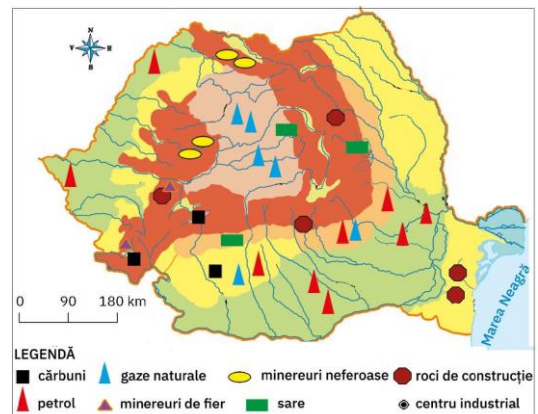 N
V
S
0 90 180 km
Marea Neagră
LEGENDĂ
cărbuni gaze naturale minereuri neferoase roci de construcție
petrol minereuri de fier sare centru industrial